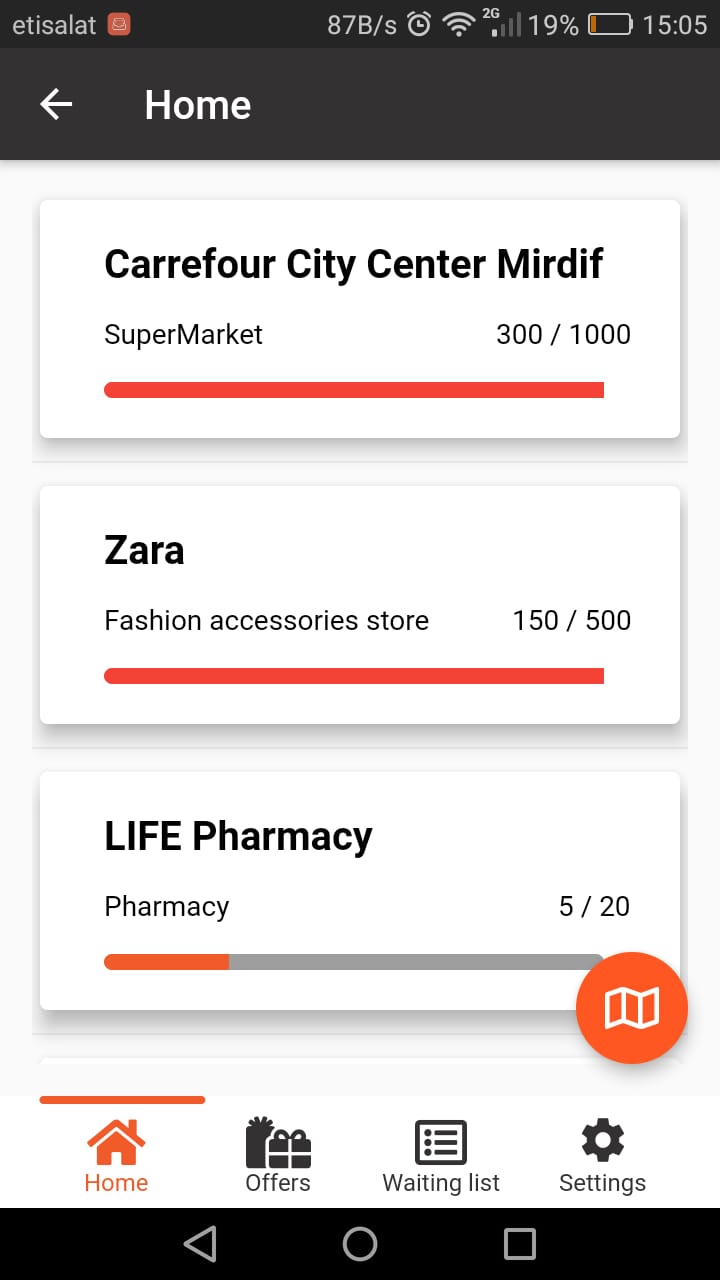 etisalat 87B/s 2G 19% 15:05
Home
Carrefour City Center Mirdif
SuperMarket 300 / 1000
Zara
Fashion accessories store 150 / 500
LIFE Pharmacy
Pharmacy 5 / 20
Home Offers Waiting list Settings